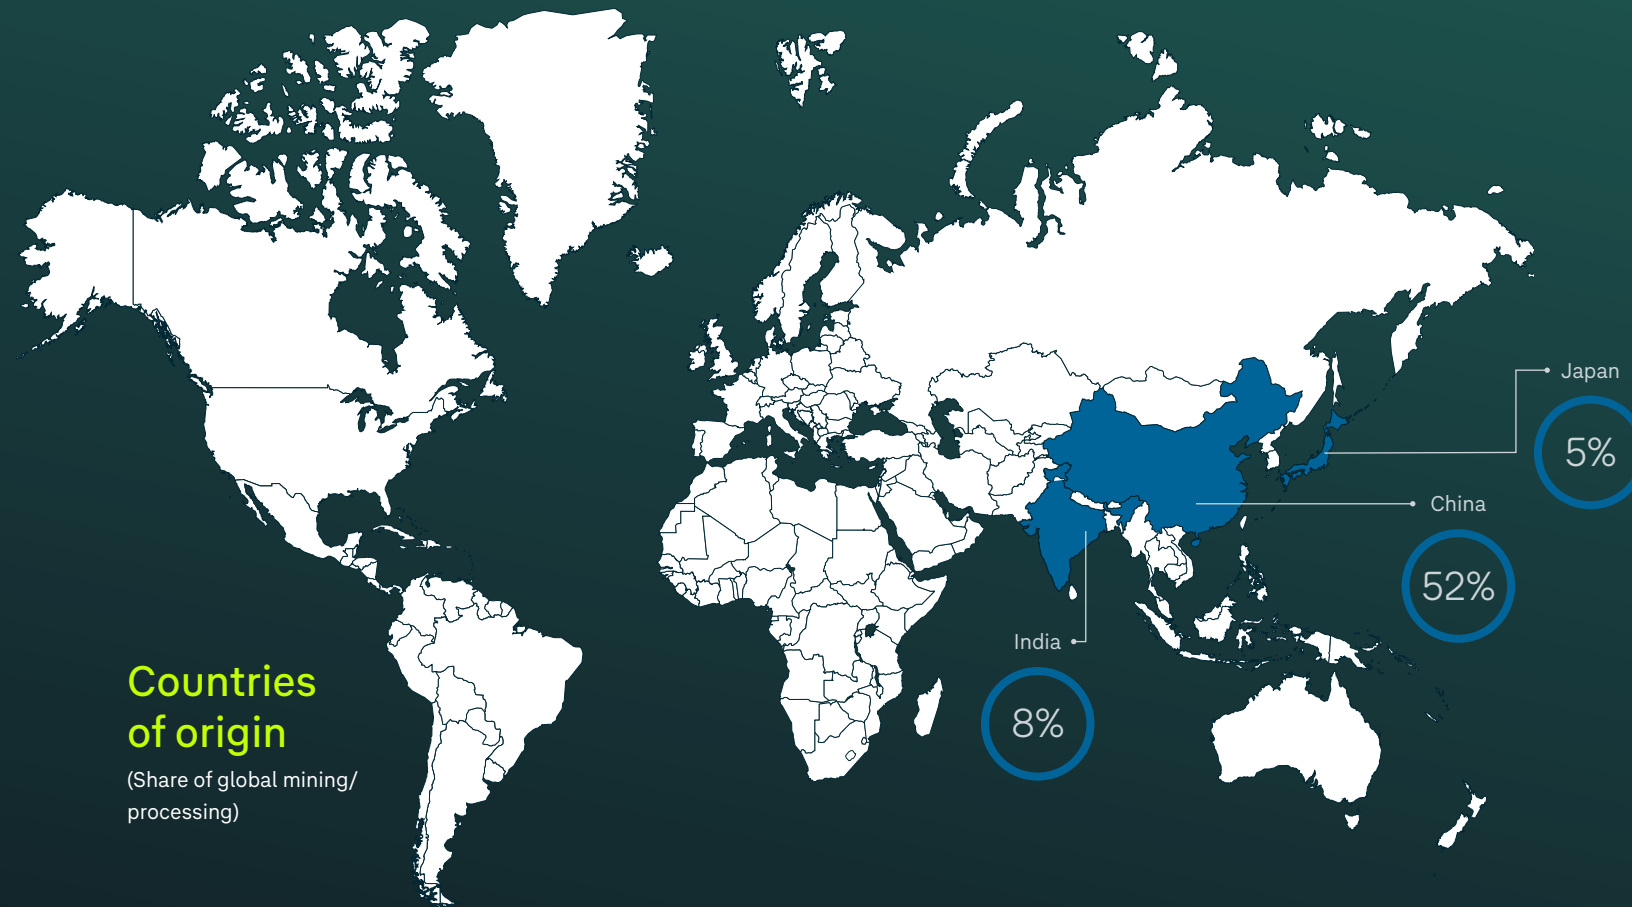 Japan
5%
China
52%
India
8%
Countries
of origin
(Share of global mining/
processing)